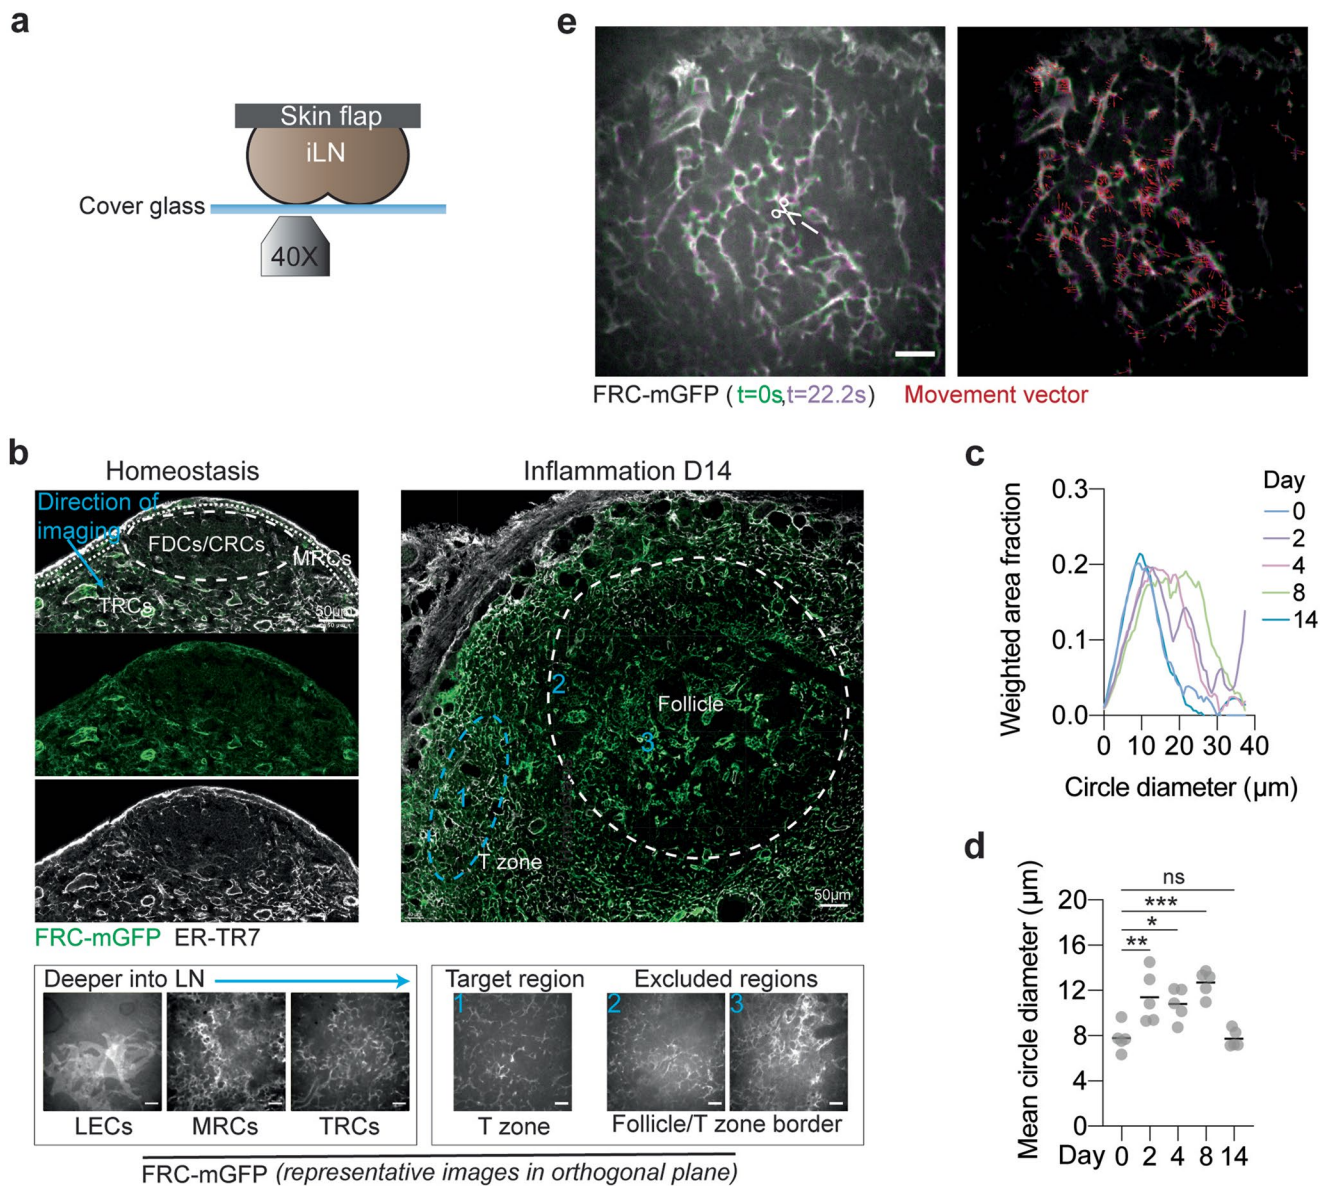 a
Skin flap
iLN
Cover glass
40X
e
FRC-mGFP (t=0s,t=22.2s) Movement vector
b
Homeostasis
Direction of
imaging
FDCs/CRCs
MRCs
TRCs
50µm
Inflammation D14
2
Follicle
3
1
T zone
50µm
FRC-mGFP ER-TR7
Deeper into LN
LECs
MRCs
TRCs
Target region
1
T zone
Excluded regions
2
3
Follicle/T zone border
FRC-mGFP (representative images in orthogonal plane)
c
Weighted area fraction
0.3
0.2
0.1
0.0
0 10 20 30 40
Circle diameter (µm)
Day
0
2
4
8
14
d
Mean circle diameter (µm)
20
16
12
8
4
0
ns
***
*
**
Day 0 2 4 8 14